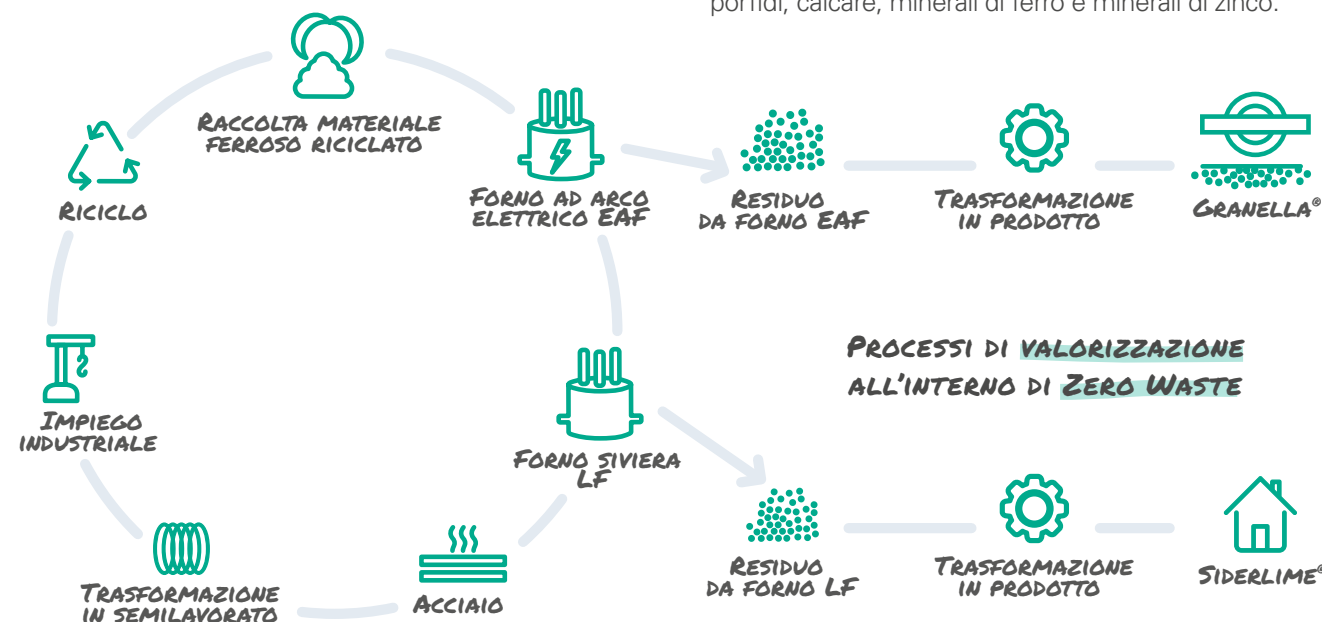 porfidi, calcare, minerali di ferro e minerali di zinco.
Raccolta materiale
ferroso riciclato
Riciclo
Forno ad arco
elettrico EAF
Residuo
da forno EAF
Trasformazione
in prodotto
Granella®
Processi di valorizzazione
all'interno di Zero Waste
Impiego
industriale
Forno siviera
LF
Residuo
da forno LF
Trasformazione
in prodotto
Siderlime®
Trasformazione
in semilavorato
Acciaio